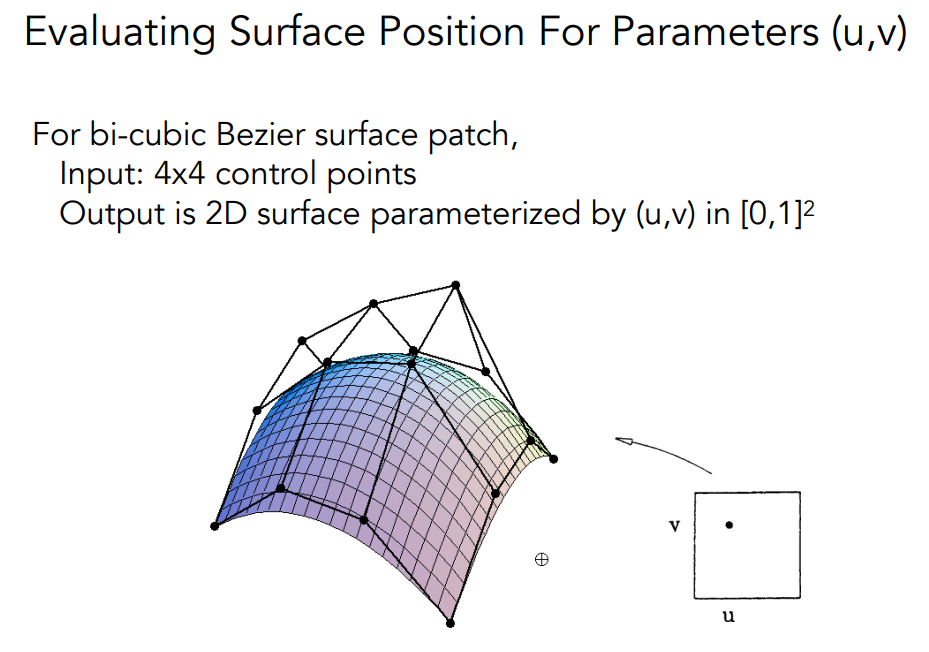 Evaluating Surface Position For Parameters (u,v)
For bi-cubic Bezier surface patch,
Input: 4x4 control points
Output is 2D surface parameterized by (u,v) in [0,1]²
v
u